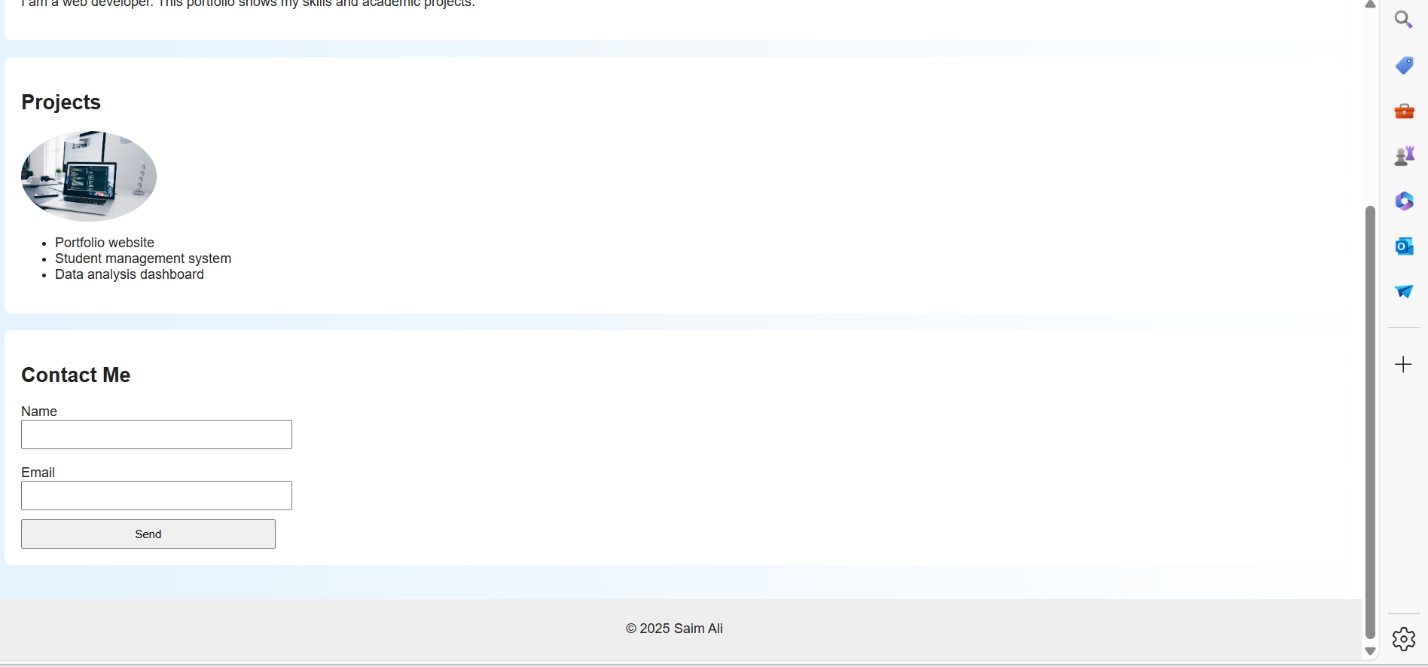 I am a web developer. This portfolio shows my skills and academic projects.
Projects
Portfolio website
Student management system
Data analysis dashboard
Contact Me
Name
Email
Send
© 2025 Saim Ali